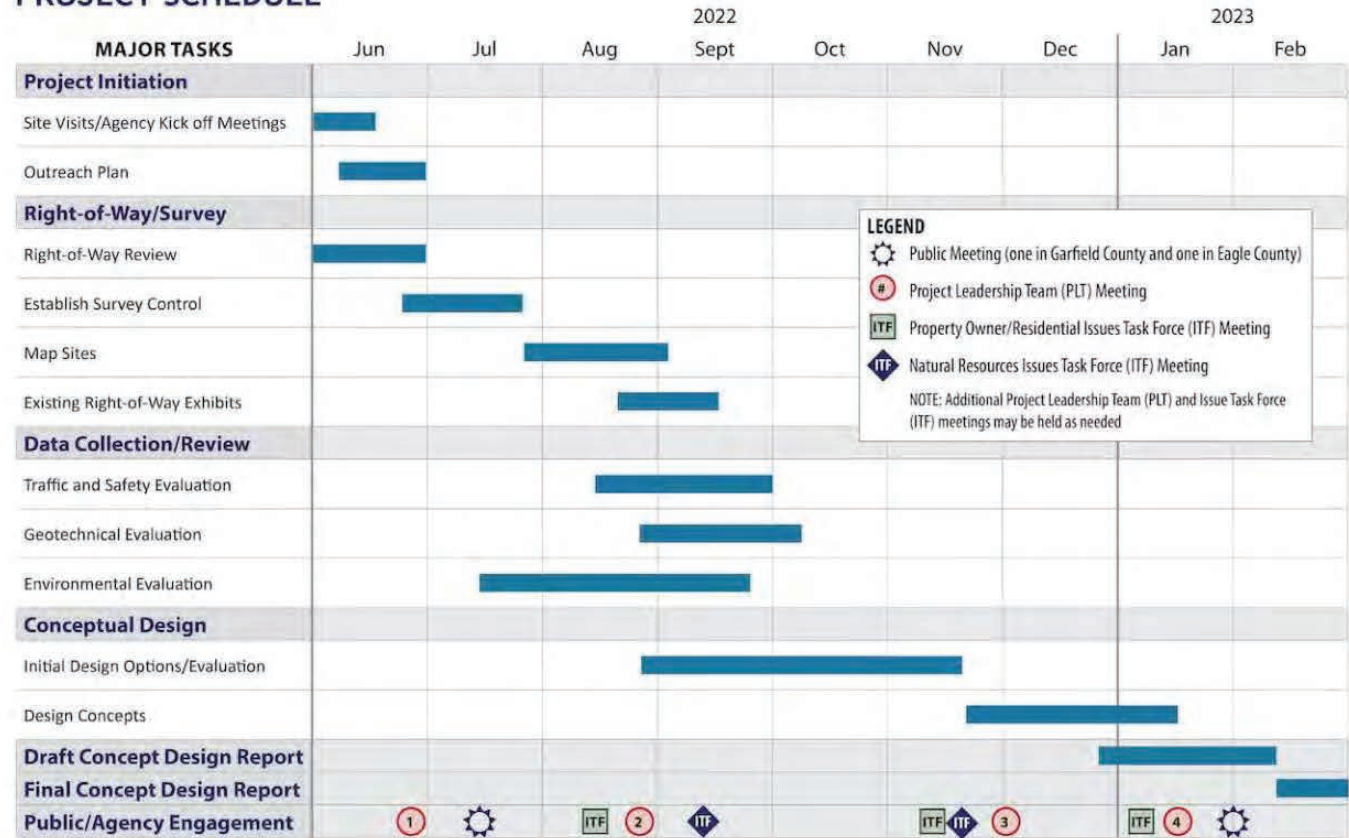 PROJECT SCHEDULE
2022 2023
MAJOR TASKS Jun Jul Aug Sept Oct Nov Dec Jan Feb
Project Initiation
Site Visits/Agency Kick off Meetings
Outreach Plan
Right-of-Way/Survey
Right-of-Way Review
Establish Survey Control
Map Sites
Existing Right-of-Way Exhibits
LEGEND
Public Meeting (one in Garfield County and one in Eagle County)
# Project Leadership Team (PLT) Meeting
ITF Property Owner/Residential Issues Task Force (ITF) Meeting
ITF Natural Resources Issues Task Force (ITF) Meeting
NOTE: Additional Project Leadership Team (PLT) and Issue Task Force
(ITF) meetings may be held as needed
Data Collection/Review
Traffic and Safety Evaluation
Geotechnical Evaluation
Environmental Evaluation
Conceptual Design
Initial Design Options/Evaluation
Design Concepts
Draft Concept Design Report
Final Concept Design Report
Public/Agency Engagement 1 ITF 2 ITF ITF ITF 3 ITF 4